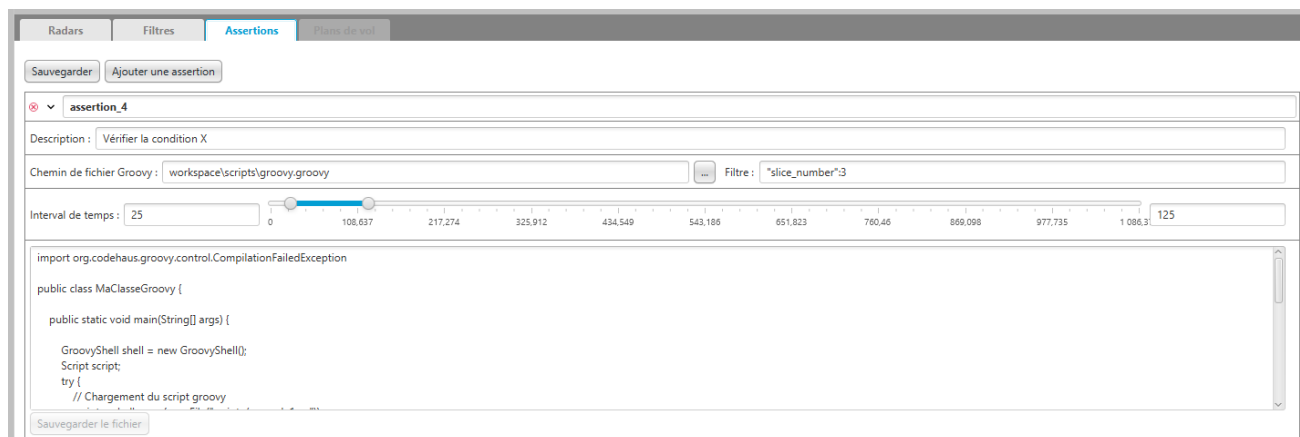 Radars Filtres Assertions Plans de vol
Sauvegarder Ajouter une assertion
assertion_4
Description : Vérifier la condition X
Chemin de fichier Groovy : workspace\scripts\groovy.groovy ... Filtre : "slice_number":3
Interval de temps : 25 125
0 108,637 217,274 325,912 434,549 543,186 651,823 760,46 869,098 977,735 1 086,3
import org.codehaus.groovy.control.CompilationFailedException
public class MaClasseGroovy {
public static void main(String[] args) {
GroovyShell shell = new GroovyShell();
Script script;
try {
// Chargement du script groovy
Sauvegarder le fichier